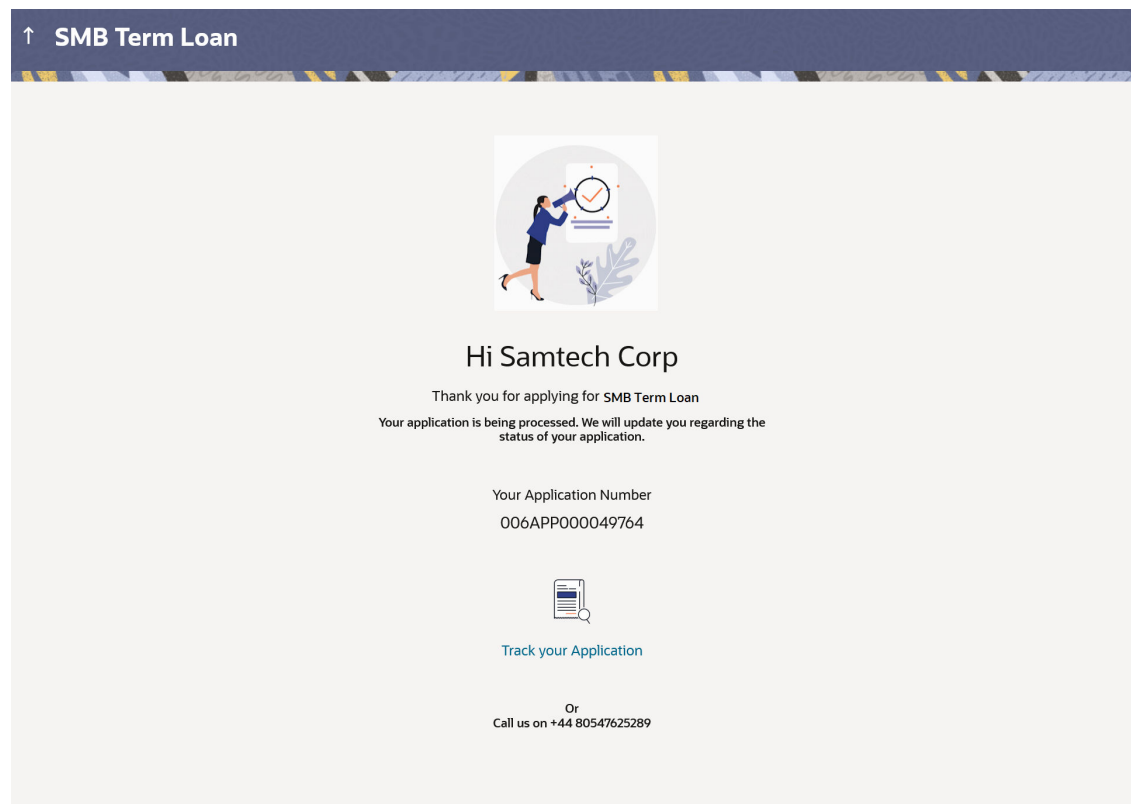 SMB Term Loan
Hi Samtech Corp
Thank you for applying for SMB Term Loan
Your application is being processed. We will update you regarding the
status of your application.
Your Application Number
006APP000049764
Track your Application
Or
Call us on +44 80547625289